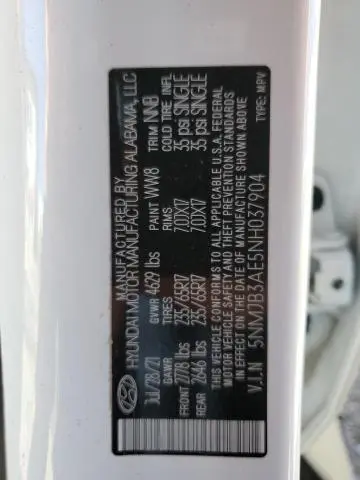 MANUFACTURED BY
HYUNDAI MOTOR MANUFACTURING ALABAMA, LLC
Jul/28/21 GVWR 4629 lbs PAINT WW8 TRIM NNB
GAWR TIRES RIMS COLD TIRE INFL
FRONT 2778 lbs 235/65R17 7.0JX17 35 psi SINGLE
REAR 2646 lbs 235/65R17 7.0JX17 35 psi SINGLE
THIS VEHICLE CONFORMS TO ALL APPLICABLE U.S.A. FEDERAL
MOTOR VEHICLE SAFETY AND THEFT PREVENTION STANDARDS
IN EFFECT ON THE DATE OF MANUFACTURE SHOWN ABOVE
V.I.N 5NMJB3AE5NH037904 TYPE: MPV